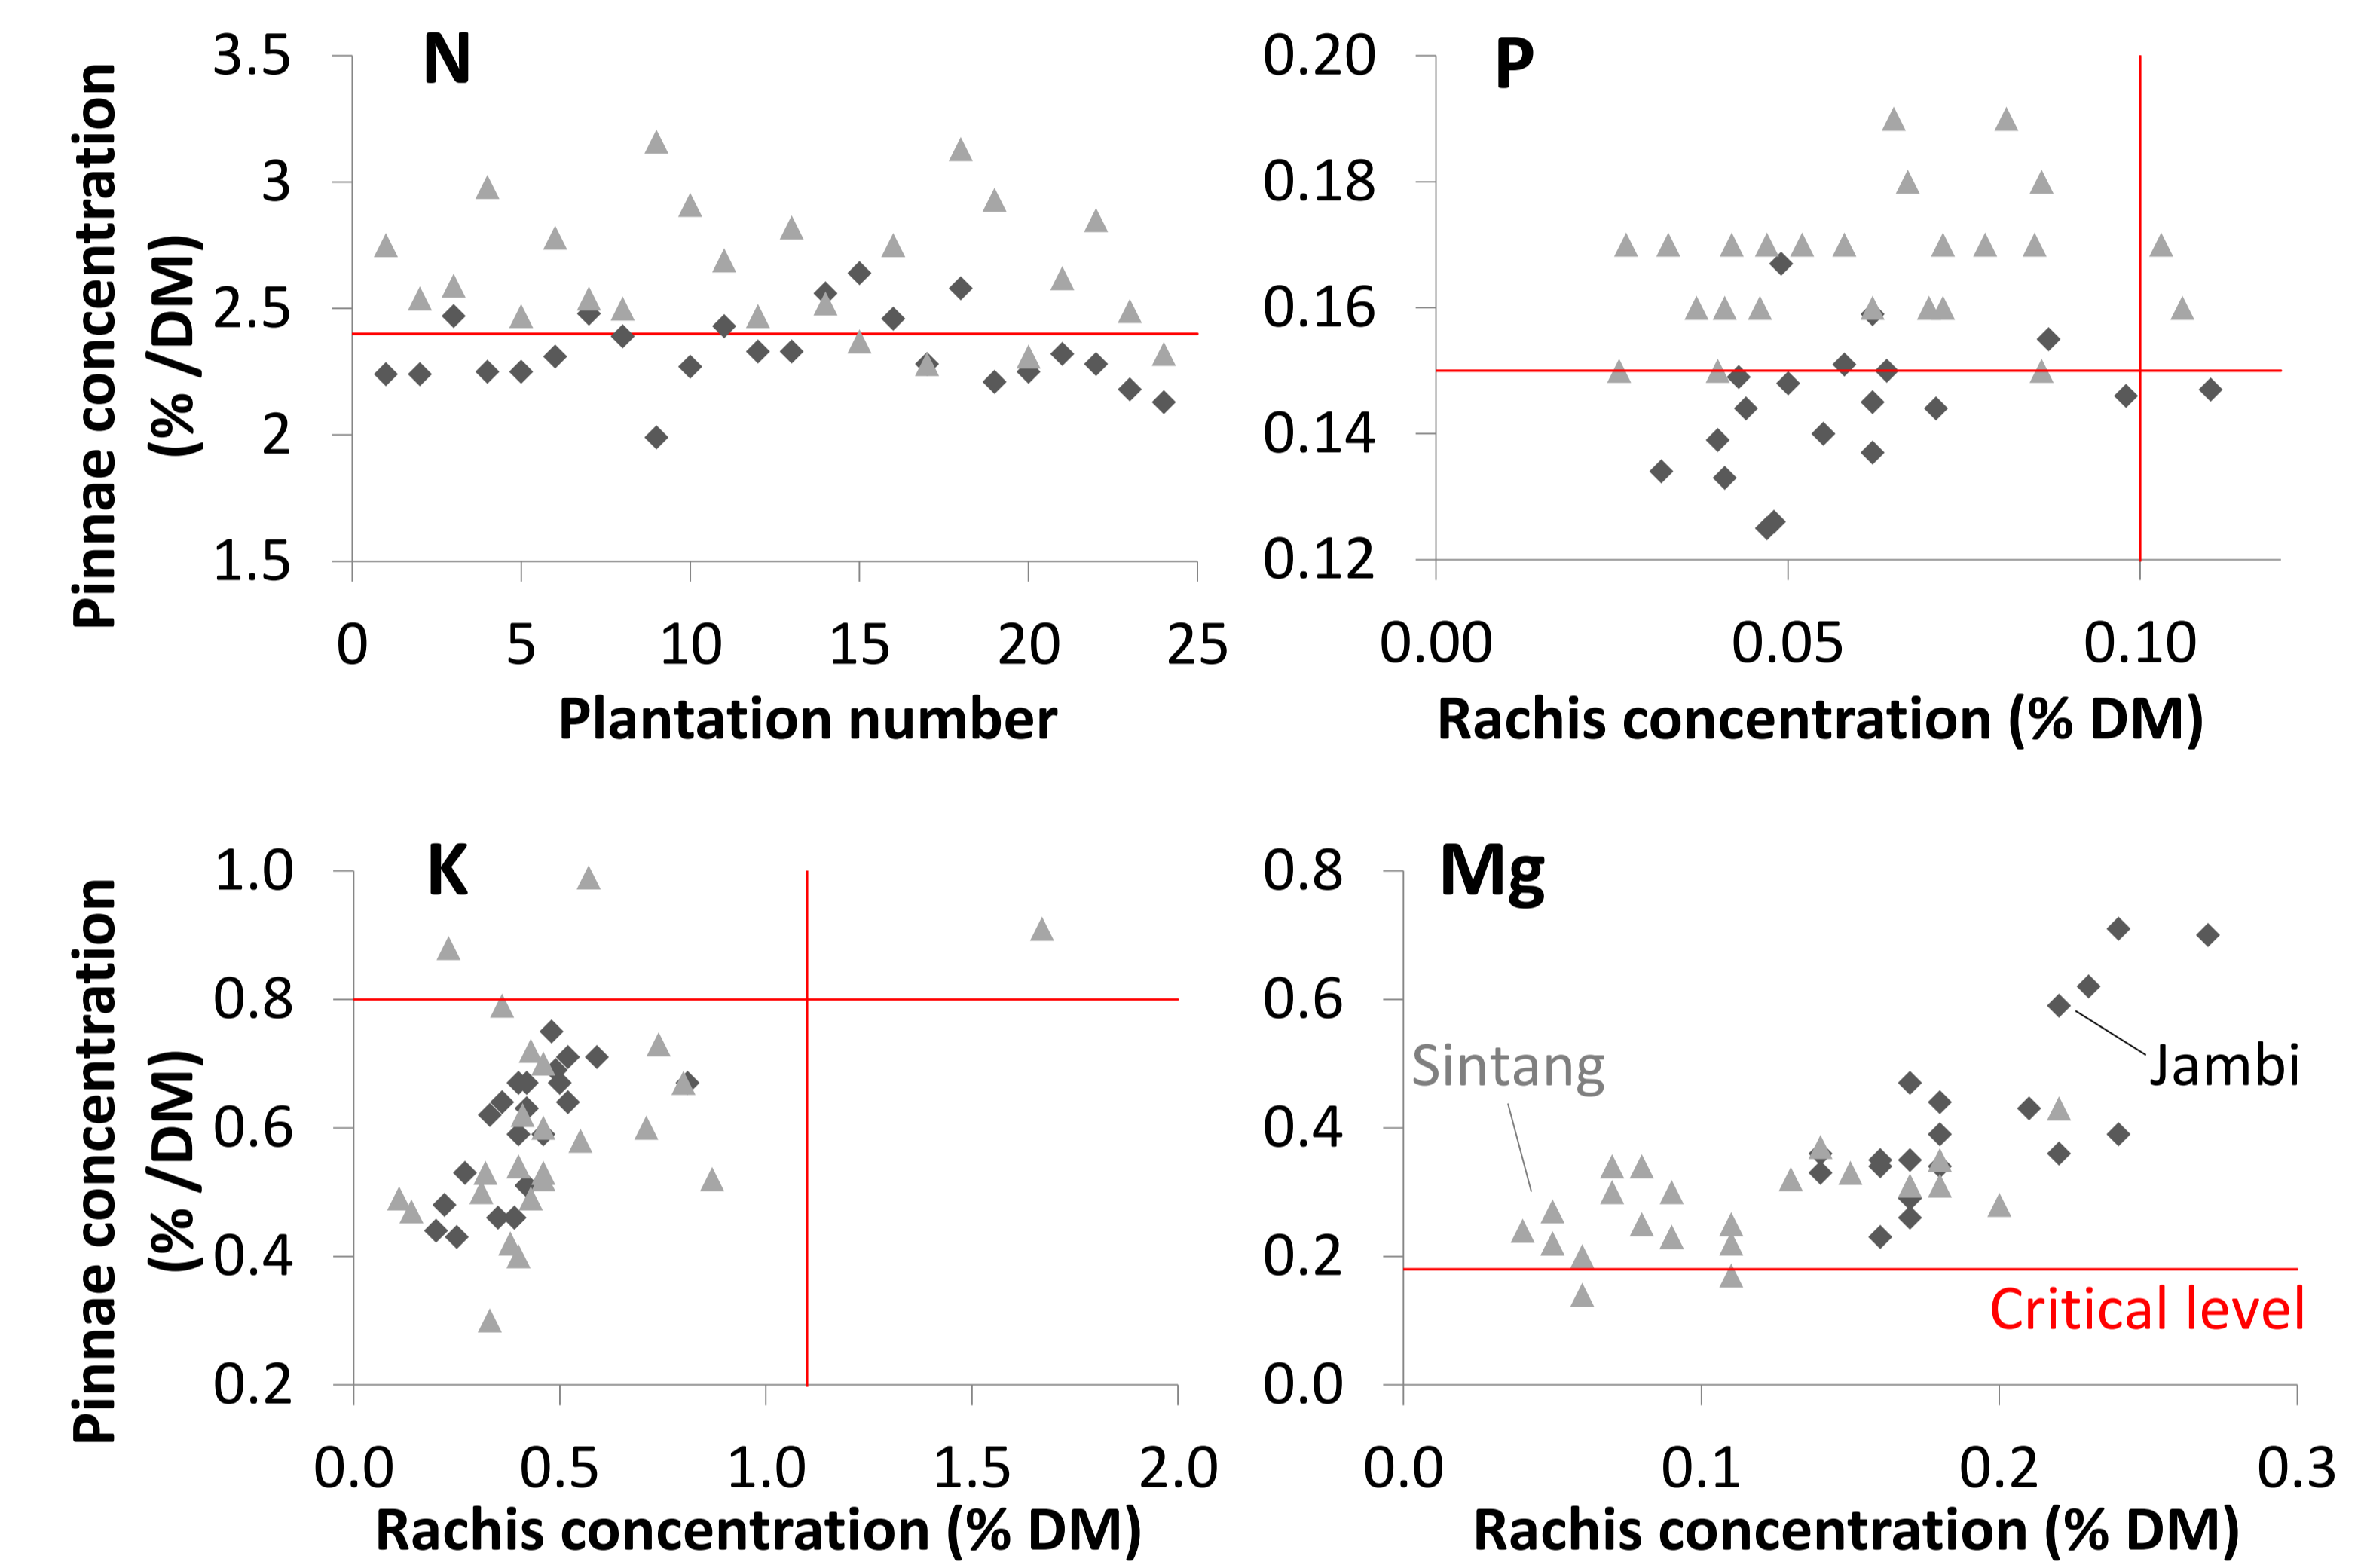 N
3.5
3
2.5
2
1.5
0 5 10 15 20 25
Plantation number
Pinnae concentration
(% /DM)
P
0.20
0.18
0.16
0.14
0.12
0.00 0.05 0.10
Rachis concentration (% DM)
K
1.0
0.8
0.6
0.4
0.2
0.0 0.5 1.0 1.5 2.0
Rachis concentration (% DM)
Pinnae concentration
(% /DM)
Mg
0.8
0.6
0.4
0.2
0.0
Sintang
Jambi
Critical level
0.0 0.1 0.2 0.3
Rachis concentration (% DM)